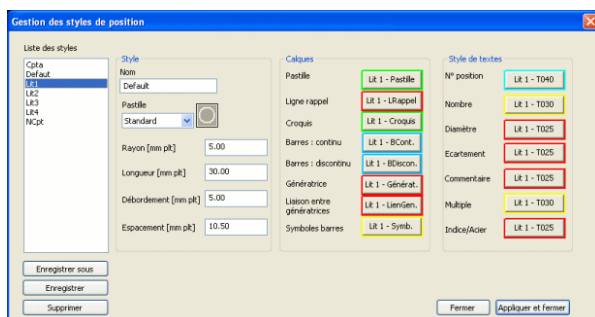 Gestion des styles de position
Liste des styles
Cpta
Defaut
Lit1
Lit2
Lit3
Lit4
NCpt
Enregistrer sous
Enregistrer
Supprimer
Style
Nom
Default
Pastille
Standard
Rayon [mm plt] 5.00
Longueur [mm plt] 30.00
Débordement [mm plt] 5.00
Espacement [mm plt] 10.50
Calques
Pastille Lit 1 - Pastille
Ligne rappel Lit 1 - LRappel
Croquis Lit 1 - Croquis
Barres : continu Lit 1 - BCont.
Barres : discontinu Lit 1 - BDiscon.
Génératrice Lit 1 - Générat.
Liaison entre
génératrices Lit 1 - LienGen.
Symboles barres Lit 1 - Symb.
Style de textes
N° position Lit 1 - T040
Nombre Lit 1 - T030
Diamètre Lit 1 - T025
Ecartement Lit 1 - T025
Commentaire Lit 1 - T025
Multiple Lit 1 - T030
Indice/Acier Lit 1 - T025
Fermer
Appliquer et fermer